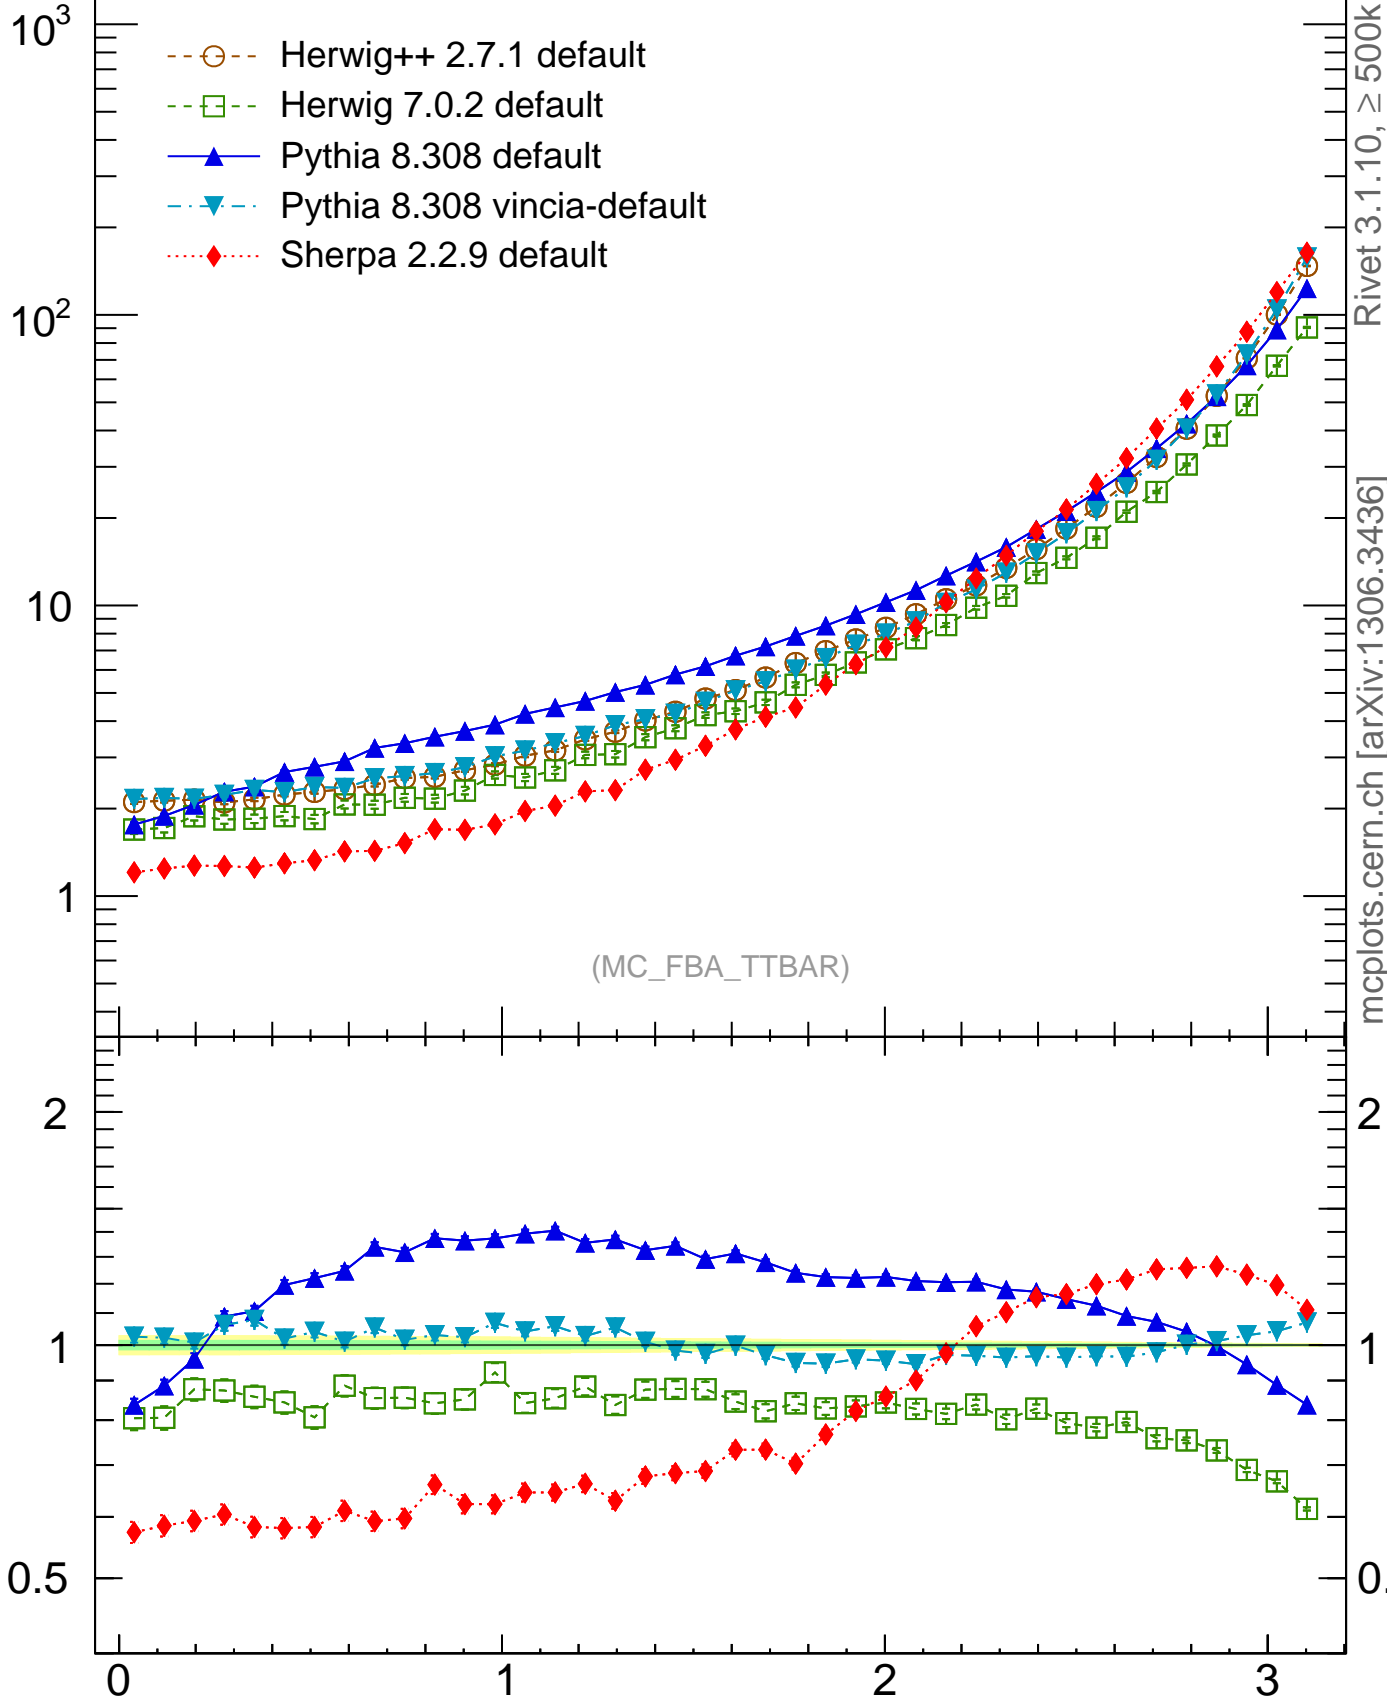 10³
10²
10
1
Herwig++ 2.7.1 default
Herwig 7.0.2 default
Pythia 8.308 default
Pythia 8.308 vincia-default
Sherpa 2.2.9 default
(MC_FBA_TTBAR)
Rivet 3.1.10, ≥ 500k
mcplots.cern.ch [arXiv:1306.3436]
2
1
0.5
2
1
0.
0
1
2
3